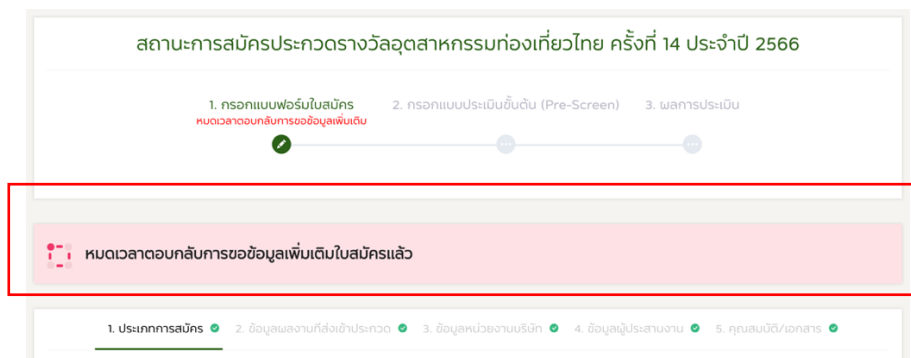 สถานะการสมัครประกวดรางวัลอุตสาหกรรมท่องเที่ยวไทย ครั้งที่ 14 ประจำปี 2566
1. กรอกแบบฟอร์มใบสมัคร 2. กรอกแบบประเมินขั้นต้น (Pre-Screen) 3. ผลการประเมิน
หมดเวลาตอบกลับการขอข้อมูลเพิ่มเติม
หมดเวลาตอบกลับการขอข้อมูลเพิ่มเติมใบสมัครแล้ว
1. ประเภทการสมัคร 2. ข้อมูลผลงานที่ส่งเข้าประกวด 3. ข้อมูลหน่วยงานบริษัท 4. ข้อมูลผู้ประสานงาน 5. คุณสมบัติ/เอกสาร